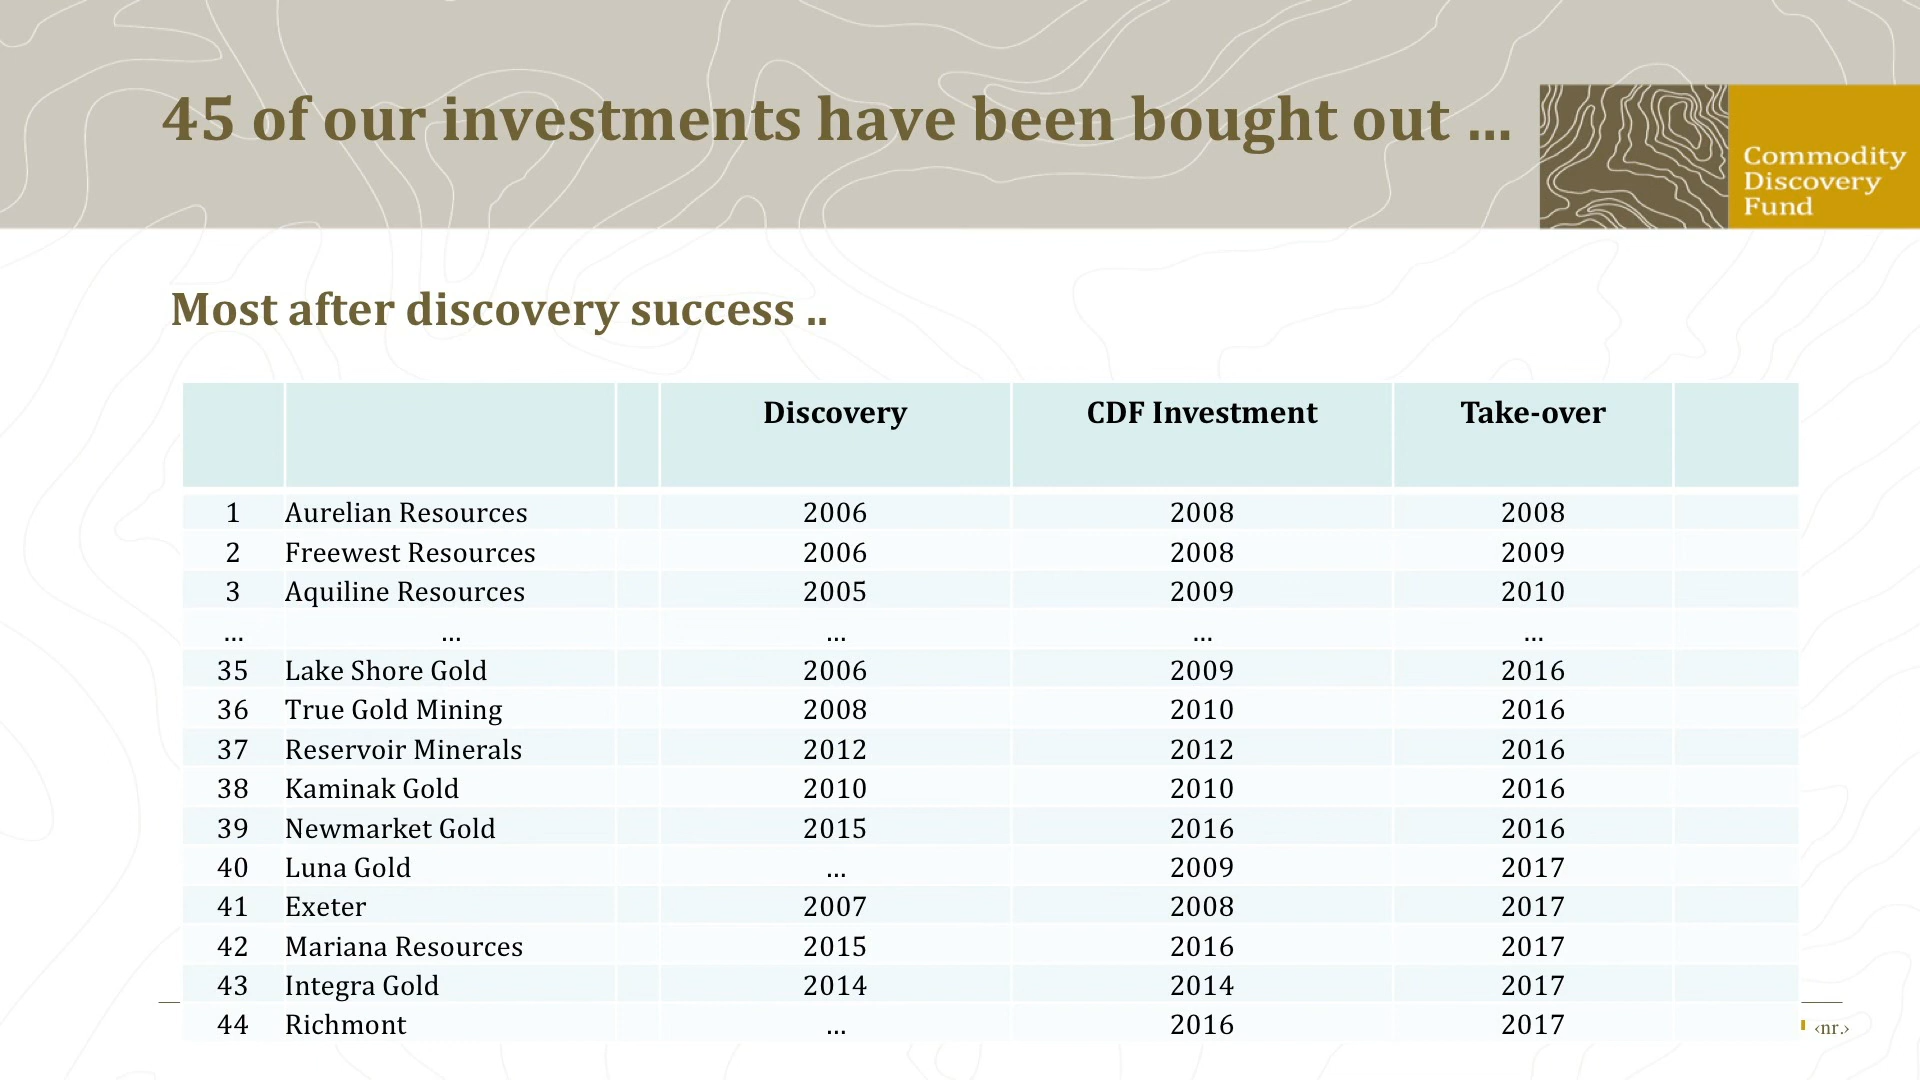 45 of our investments have been bought out ...
Commodity
Discovery
Fund
Most after discovery success ..
Discovery CDF Investment Take-over
1 Aurelian Resources 2006 2008 2008
2 Freewest Resources 2006 2008 2009
3 Aquiline Resources 2005 2009 2010
... ... ... ... ...
35 Lake Shore Gold 2006 2009 2016
36 True Gold Mining 2008 2010 2016
37 Reservoir Minerals 2012 2012 2016
38 Kaminak Gold 2010 2010 2016
39 Newmarket Gold 2015 2016 2016
40 Luna Gold ... 2009 2017
41 Exeter 2007 2008 2017
42 Mariana Resources 2015 2016 2017
43 Integra Gold 2014 2014 2017
44 Richmont ... 2016 2017
‹nr.›